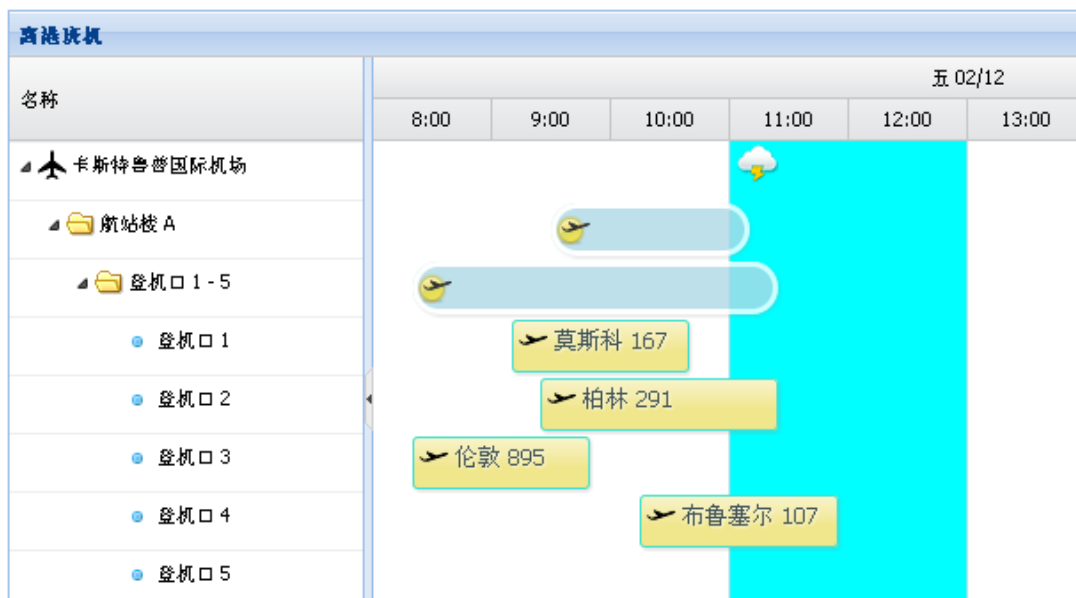 离港班机
名称
五 02/12
8:00 9:00 10:00 11:00 12:00 13:00
卡斯特鲁普国际机场
航站楼 A
登机口 1 - 5
登机口 1
莫斯科 167
登机口 2
柏林 291
登机口 3
伦敦 895
登机口 4
布鲁塞尔 107
登机口 5